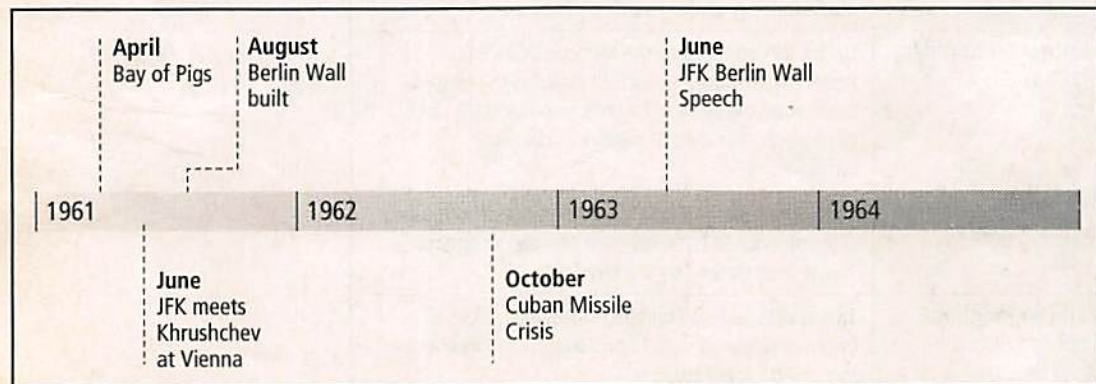 April
Bay of Pigs
August
Berlin Wall
built
June
JFK Berlin Wall
Speech
1961
1962
1963
1964
June
JFK meets
Khrushchev
at Vienna
October
Cuban Missile
Crisis